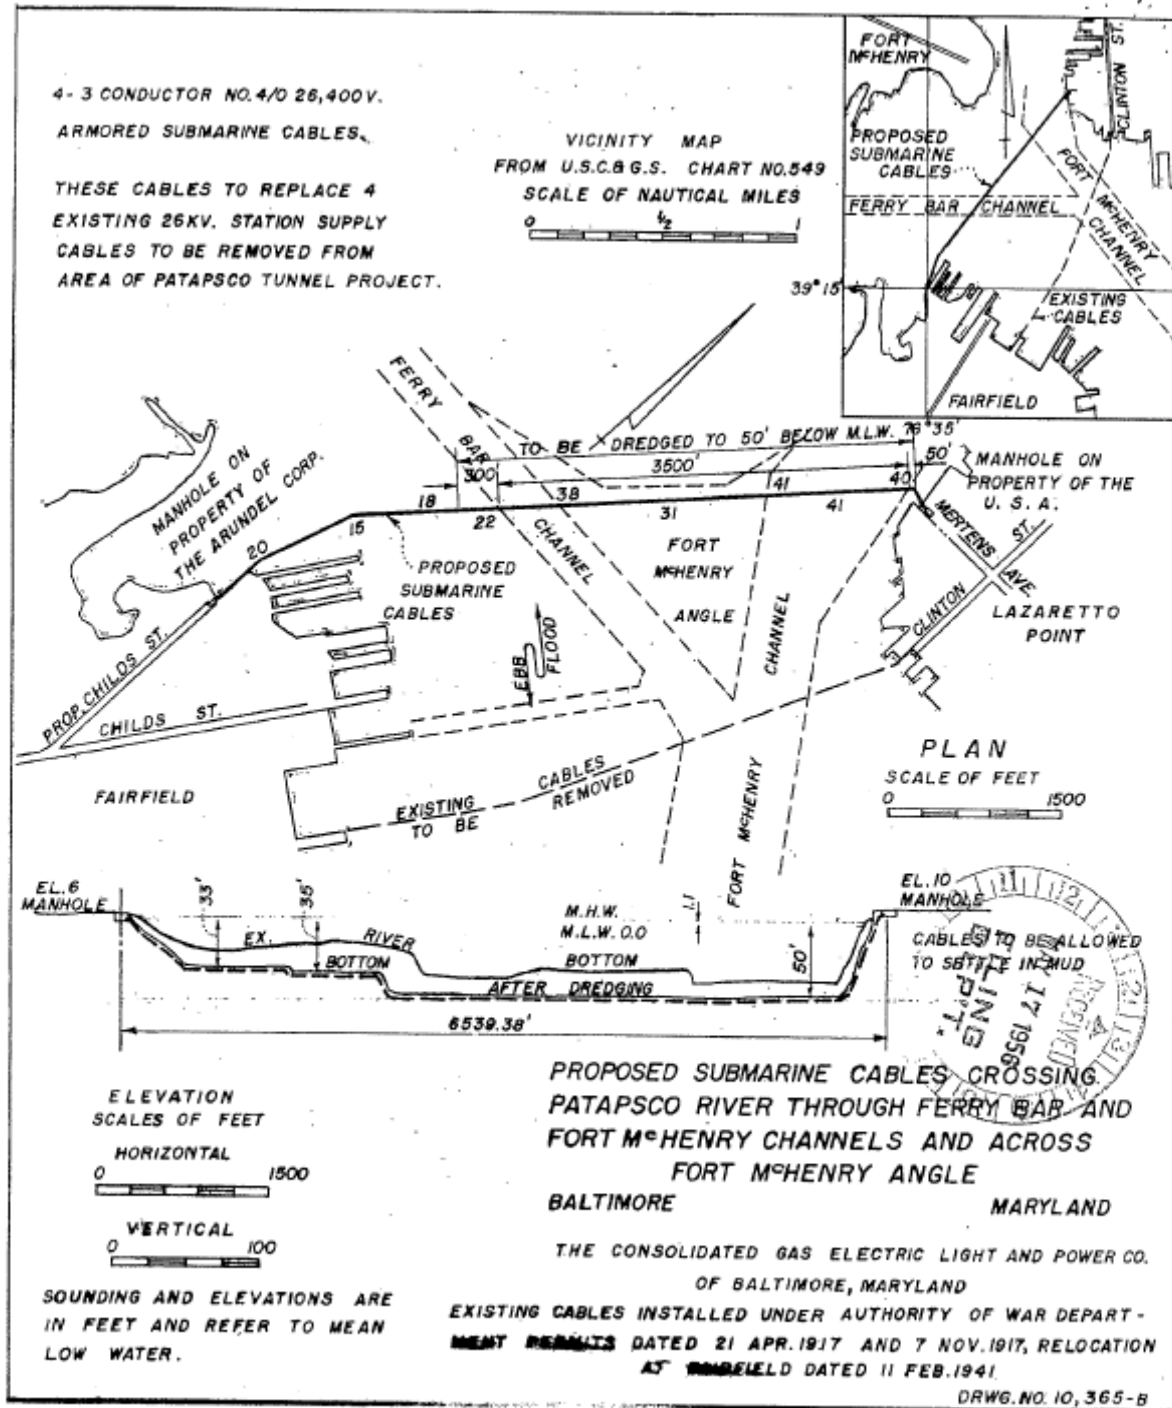 4- 3 CONDUCTOR NO. 4/0 26,400V.
ARMORED SUBMARINE CABLES.
THESE CABLES TO REPLACE 4
EXISTING 26KV. STATION SUPPLY
CABLES TO BE REMOVED FROM
AREA OF PATAPSCO TUNNEL PROJECT.
VICINITY MAP
FROM U.S.C.& G.S. CHART NO. 549
SCALE OF NAUTICAL MILES
0 1/2 1
FORT
McHENRY
CLINTON ST.
PROPOSED
SUBMARINE
CABLES
FORT McHENRY CHANNEL
FERRY BAR CHANNEL
39° 15'
EXISTING
CABLES
FAIRFIELD
76° 35'
FERRY BAR CHANNEL
TO BE DREDGED TO 50' BELOW M.L.W.
300' 3500' 50'
MANHOLE ON
PROPERTY OF
THE ARUNDEL CORP.
MANHOLE ON
PROPERTY OF THE
U. S. A.
20 15 18 22 38 31 41 41 40
PROPOSED
SUBMARINE
CABLES
FORT
McHENRY
ANGLE
CHANNEL
MERTENS AVE.
CLINTON ST.
LAZARETTO
POINT
EBB
FLOOD
PROP. CHILDS ST.
CHILDS ST.
FAIRFIELD
EXISTING CABLES
TO BE REMOVED
FORT McHENRY
PLAN
SCALE OF FEET
0 1500
EL. 6
MANHOLE
33'
35'
1.1
EL. 10
MANHOLE
M.H.W.
M.L.W. 0.0
EX. RIVER BOTTOM
BOTTOM
AFTER DREDGING
50'
CABLES TO BE ALLOWED
TO SETTLE IN MUD
6539.38'
RECEIVED
17 1956
ELEVATION
SCALES OF FEET
HORIZONTAL
0 1500
VERTICAL
0 100
SOUNDING AND ELEVATIONS ARE
IN FEET AND REFER TO MEAN
LOW WATER.
PROPOSED SUBMARINE CABLES CROSSING
PATAPSCO RIVER THROUGH FERRY BAR AND
FORT McHENRY CHANNELS AND ACROSS
FORT McHENRY ANGLE
BALTIMORE MARYLAND
THE CONSOLIDATED GAS ELECTRIC LIGHT AND POWER CO.
OF BALTIMORE, MARYLAND
EXISTING CABLES INSTALLED UNDER AUTHORITY OF WAR DEPART-
MENT PERMITS DATED 21 APR. 1917 AND 7 NOV. 1917, RELOCATION
AT FAIRFIELD DATED 11 FEB. 1941
DRWG. NO. 10, 365-B